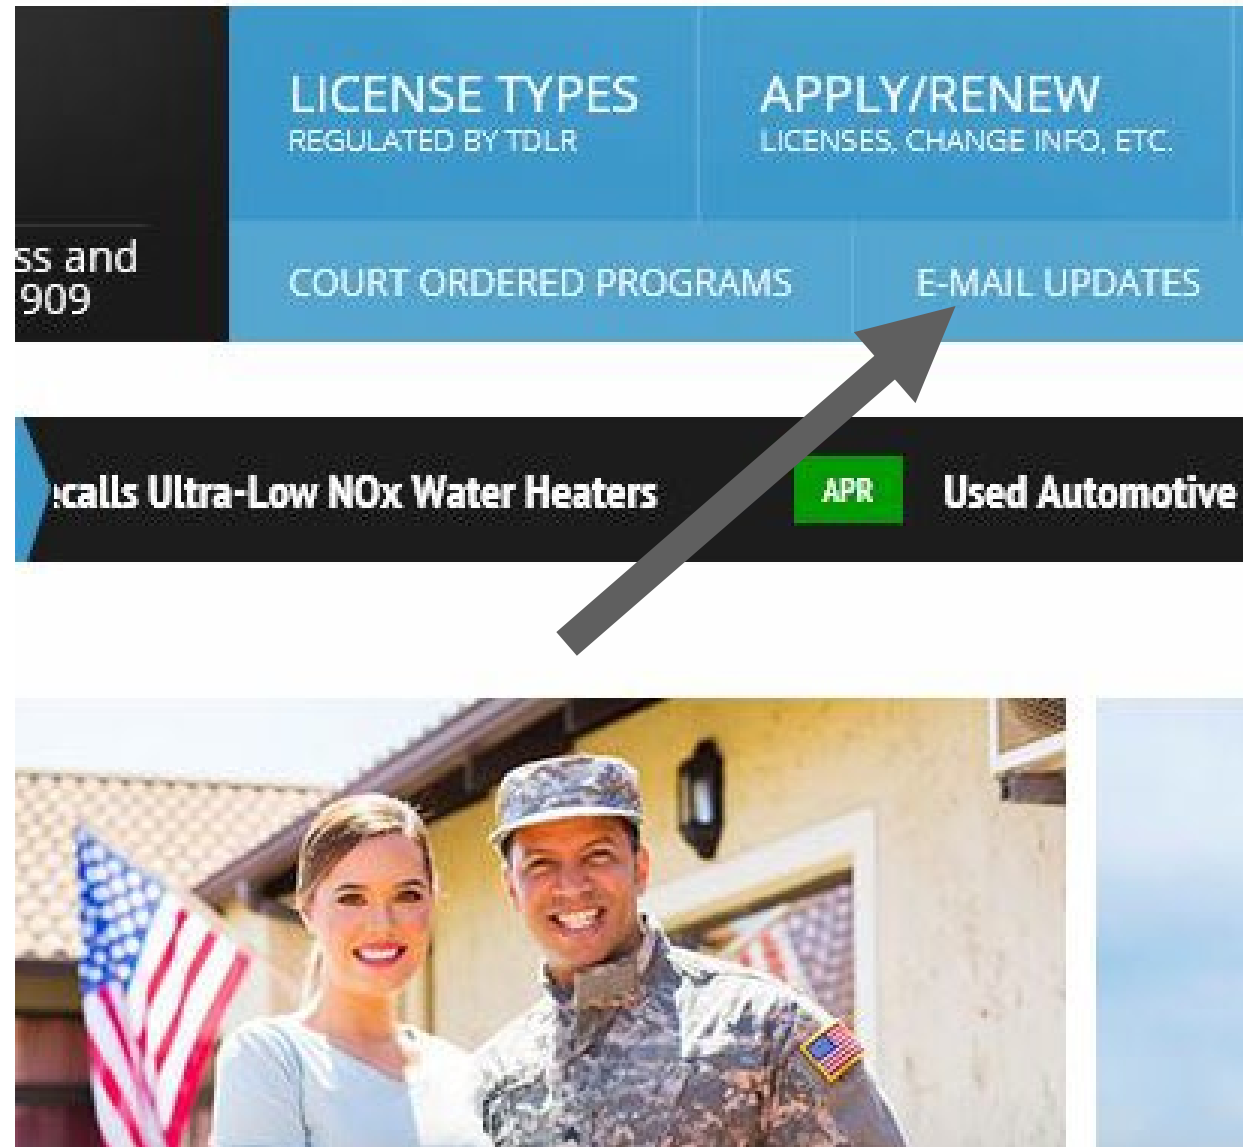 LICENSE TYPES
REGULATED BY TDLR
APPLY/RENEW
LICENSES, CHANGE INFO, ETC.
ss and
909
COURT ORDERED PROGRAMS
E-MAIL UPDATES
ecalls Ultra-Low NOx Water Heaters
APR
Used Automotive